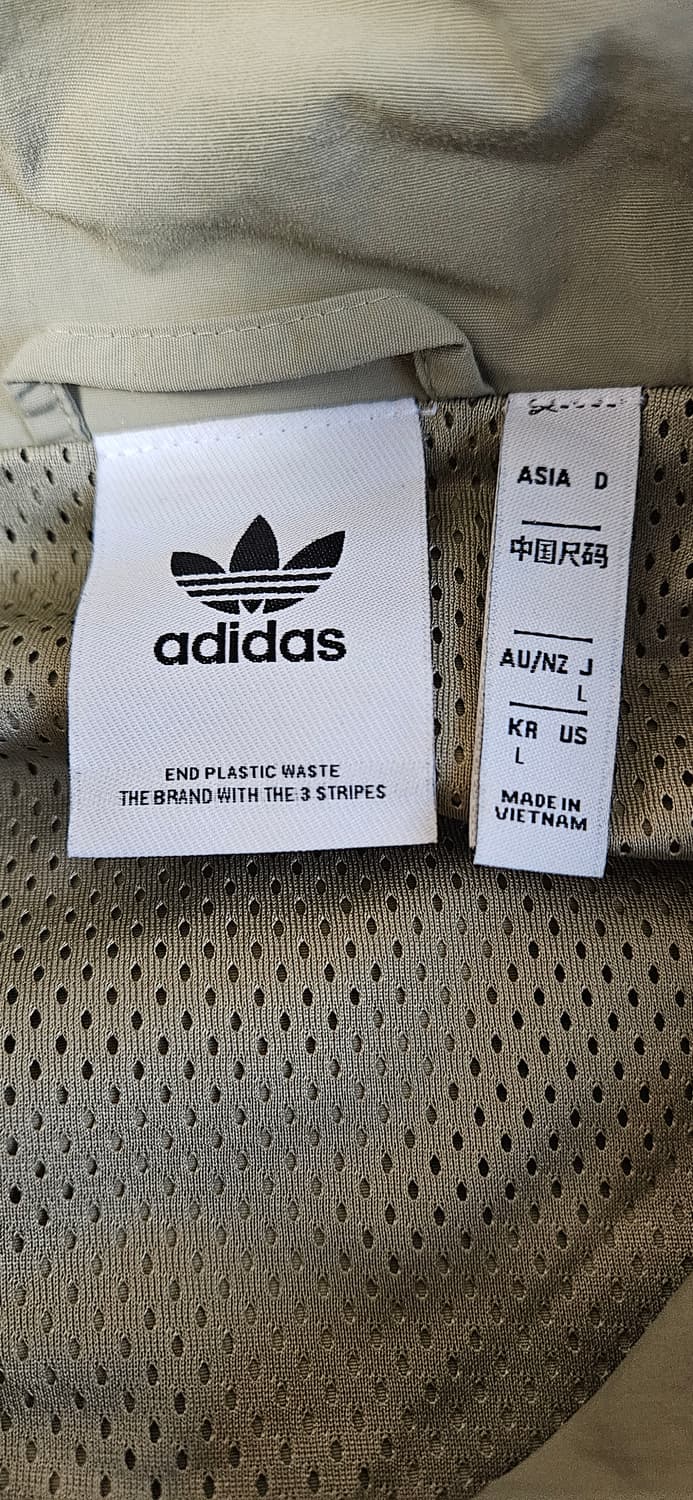 adidas
END PLASTIC WASTE
THE BRAND WITH THE 3 STRIPES
ASIA D
中国尺码
AU/NZ J
L
KR US
L
MADE IN
VIETNAM